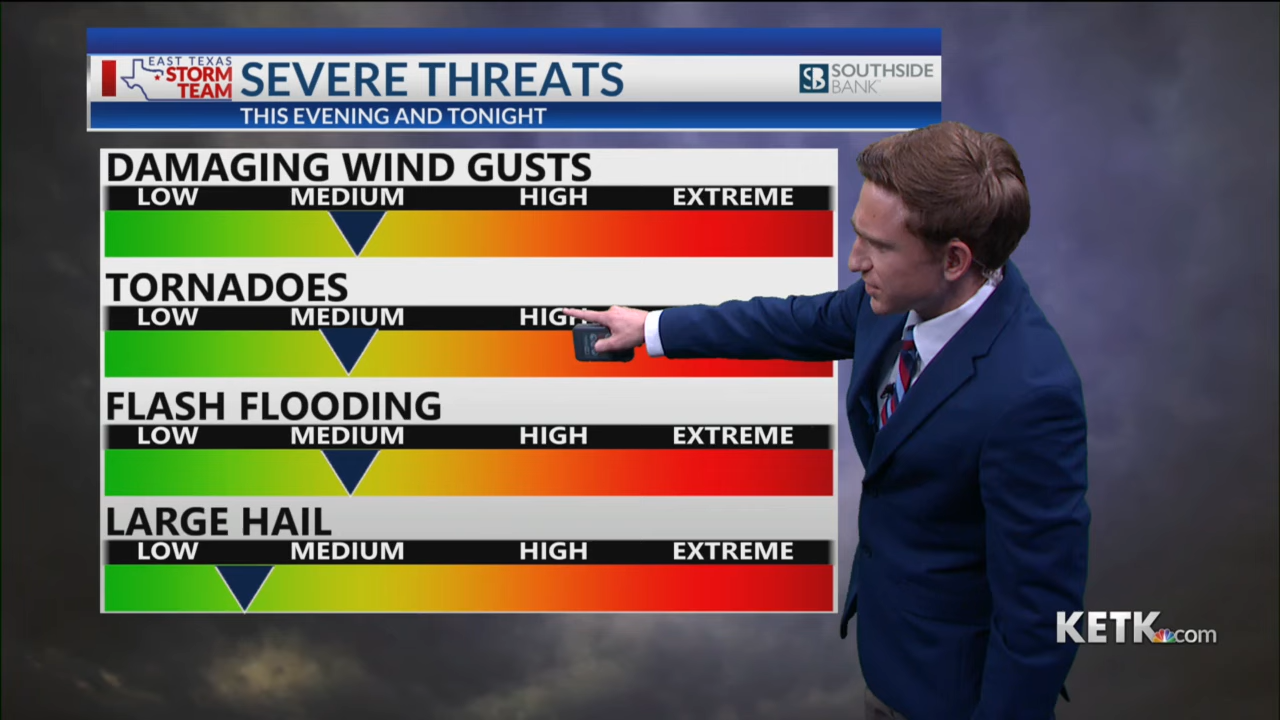 EAST TEXAS
STORM
TEAM
SEVERE THREATS
SOUTHSIDE
BANK
THIS EVENING AND TONIGHT
DAMAGING WIND GUSTS
LOW MEDIUM HIGH EXTREME
TORNADOES
LOW MEDIUM HIGH
FLASH FLOODING
LOW MEDIUM HIGH EXTREME
LARGE HAIL
LOW MEDIUM HIGH EXTREME
KETK.com